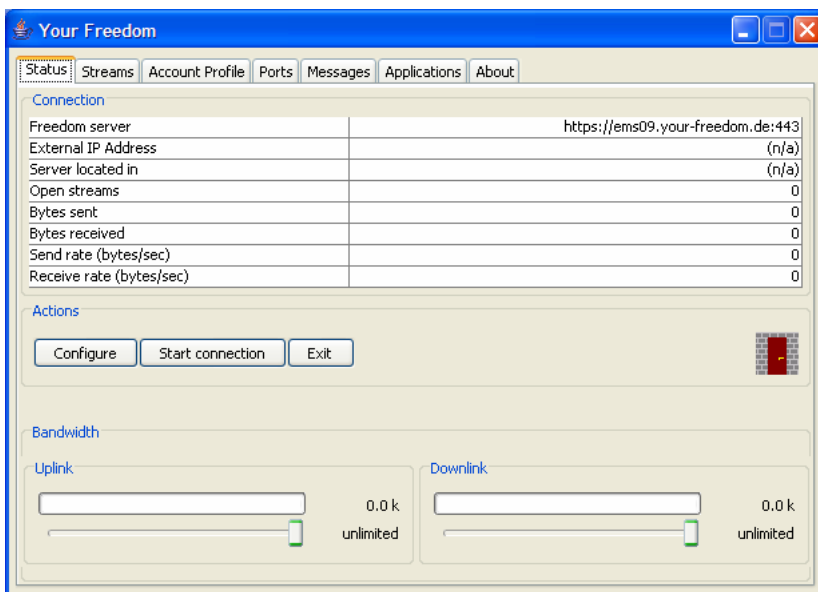 Your Freedom
Status Streams Account Profile Ports Messages Applications About
Connection
Freedom server https://ems09.your-freedom.de:443
External IP Address (n/a)
Server located in (n/a)
Open streams 0
Bytes sent 0
Bytes received 0
Send rate (bytes/sec) 0
Receive rate (bytes/sec) 0
Actions
Configure Start connection Exit
Bandwidth
Uplink Downlink
0.0 k 0.0 k
unlimited unlimited